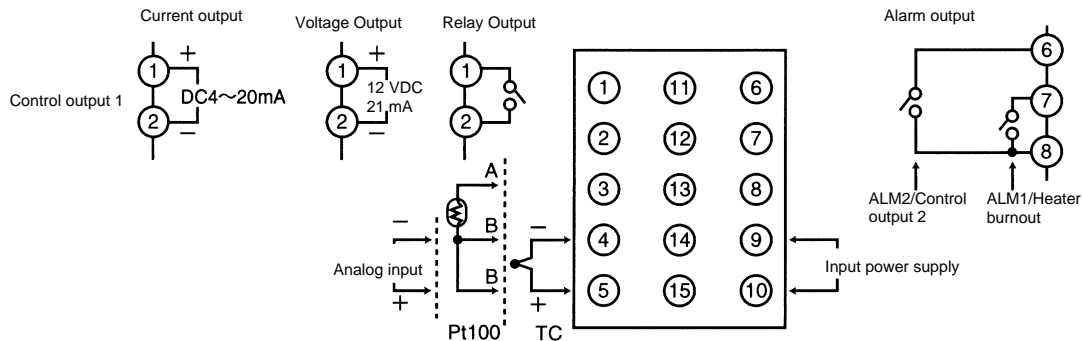 Current output
Voltage Output
Relay Output
Alarm output
Control output 1
1
+
DC4~20mA
2
−
1
+
12 VDC
21 mA
2
−
1
2
1
11
6
2
12
7
3
13
8
4
14
9
5
15
10
6
7
8
ALM2/Control
output 2
ALM1/Heater
burnout
A
B
B
−
Analog input
+
Pt100
−
+
TC
Input power supply